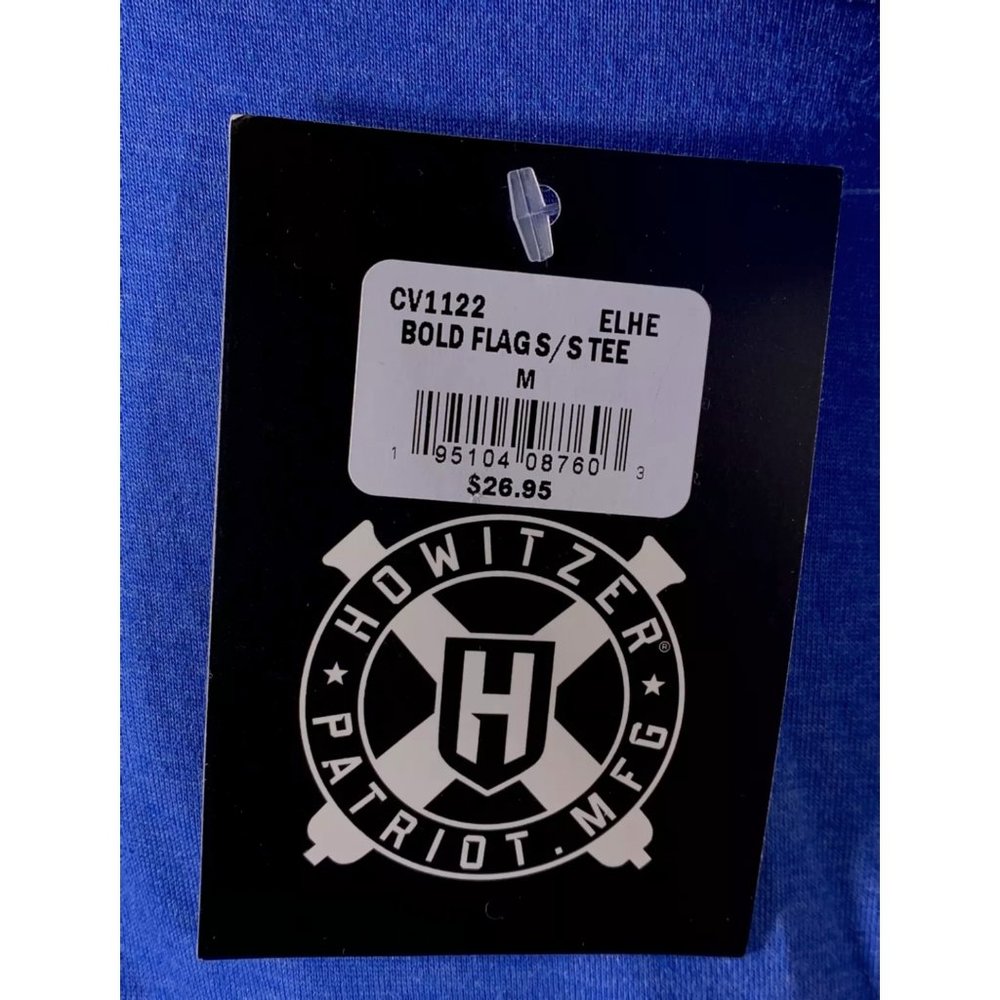 CV1122 ELHE
BOLD FLAG S/S TEE
M
1 95104 08760 3
$26.95
HOWITZER®
★ PATRIOT. MFG ★
H